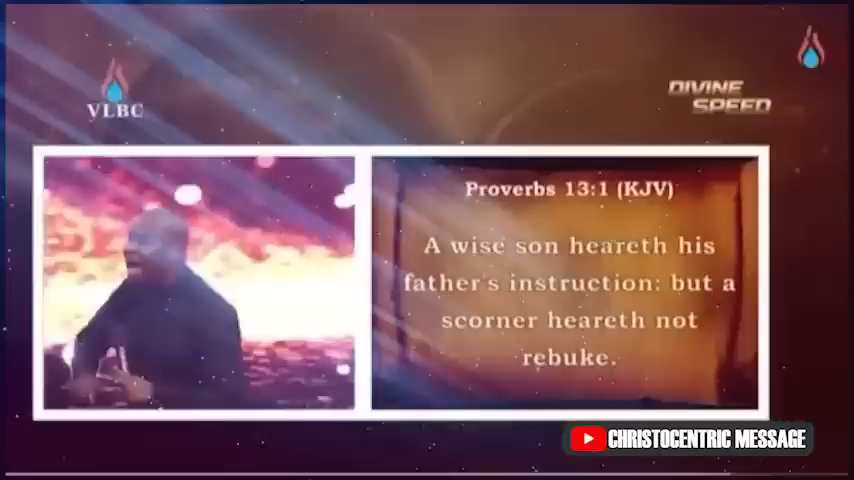 VLBC
DIVINE
SPEED
Proverbs 13:1 (KJV)
A wise son heareth his
father's instruction: but a
scorner heareth not
rebuke.
CHRISTOCENTRIC MESSAGE